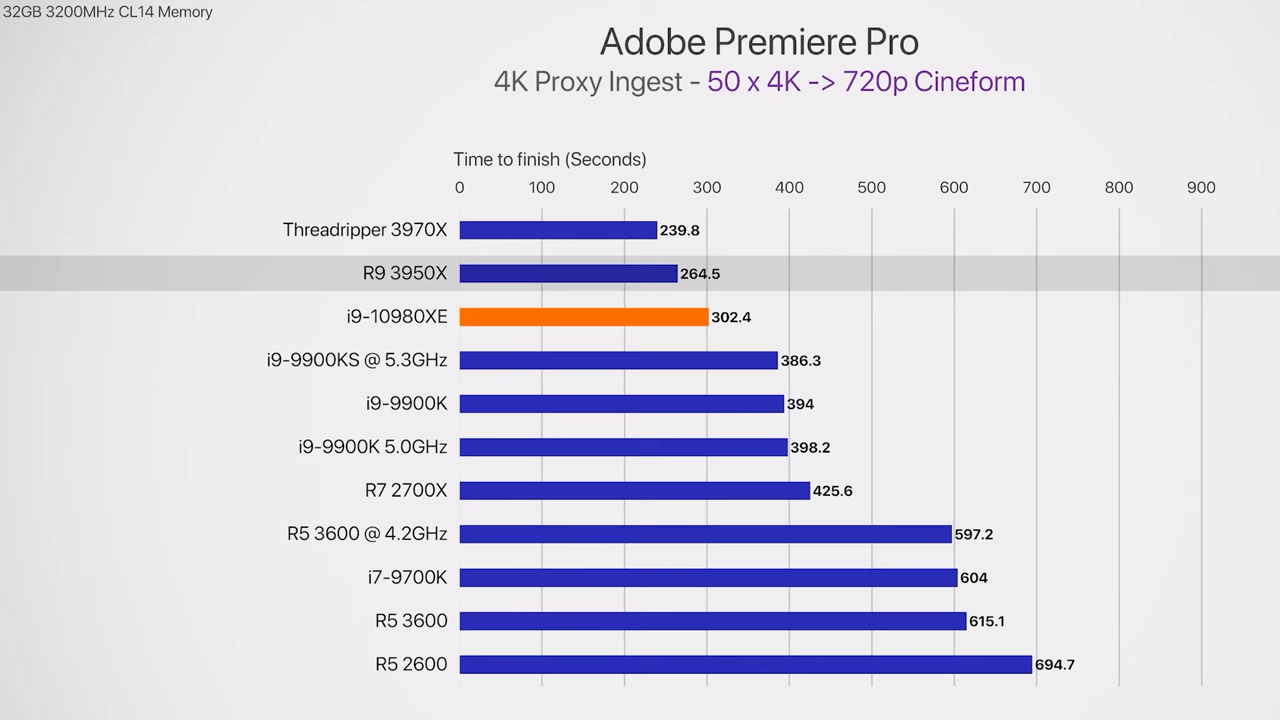 32GB 3200MHz CL14 Memory
Adobe Premiere Pro
4K Proxy Ingest - 50 x 4K -> 720p Cineform
Time to finish (Seconds)
0 100 200 300 400 500 600 700 800 900
Threadripper 3970X 239.8
R9 3950X 264.5
i9-10980XE 302.4
i9-9900KS @ 5.3GHz 386.3
i9-9900K 394
i9-9900K 5.0GHz 398.2
R7 2700X 425.6
R5 3600 @ 4.2GHz 597.2
i7-9700K 604
R5 3600 615.1
R5 2600 694.7